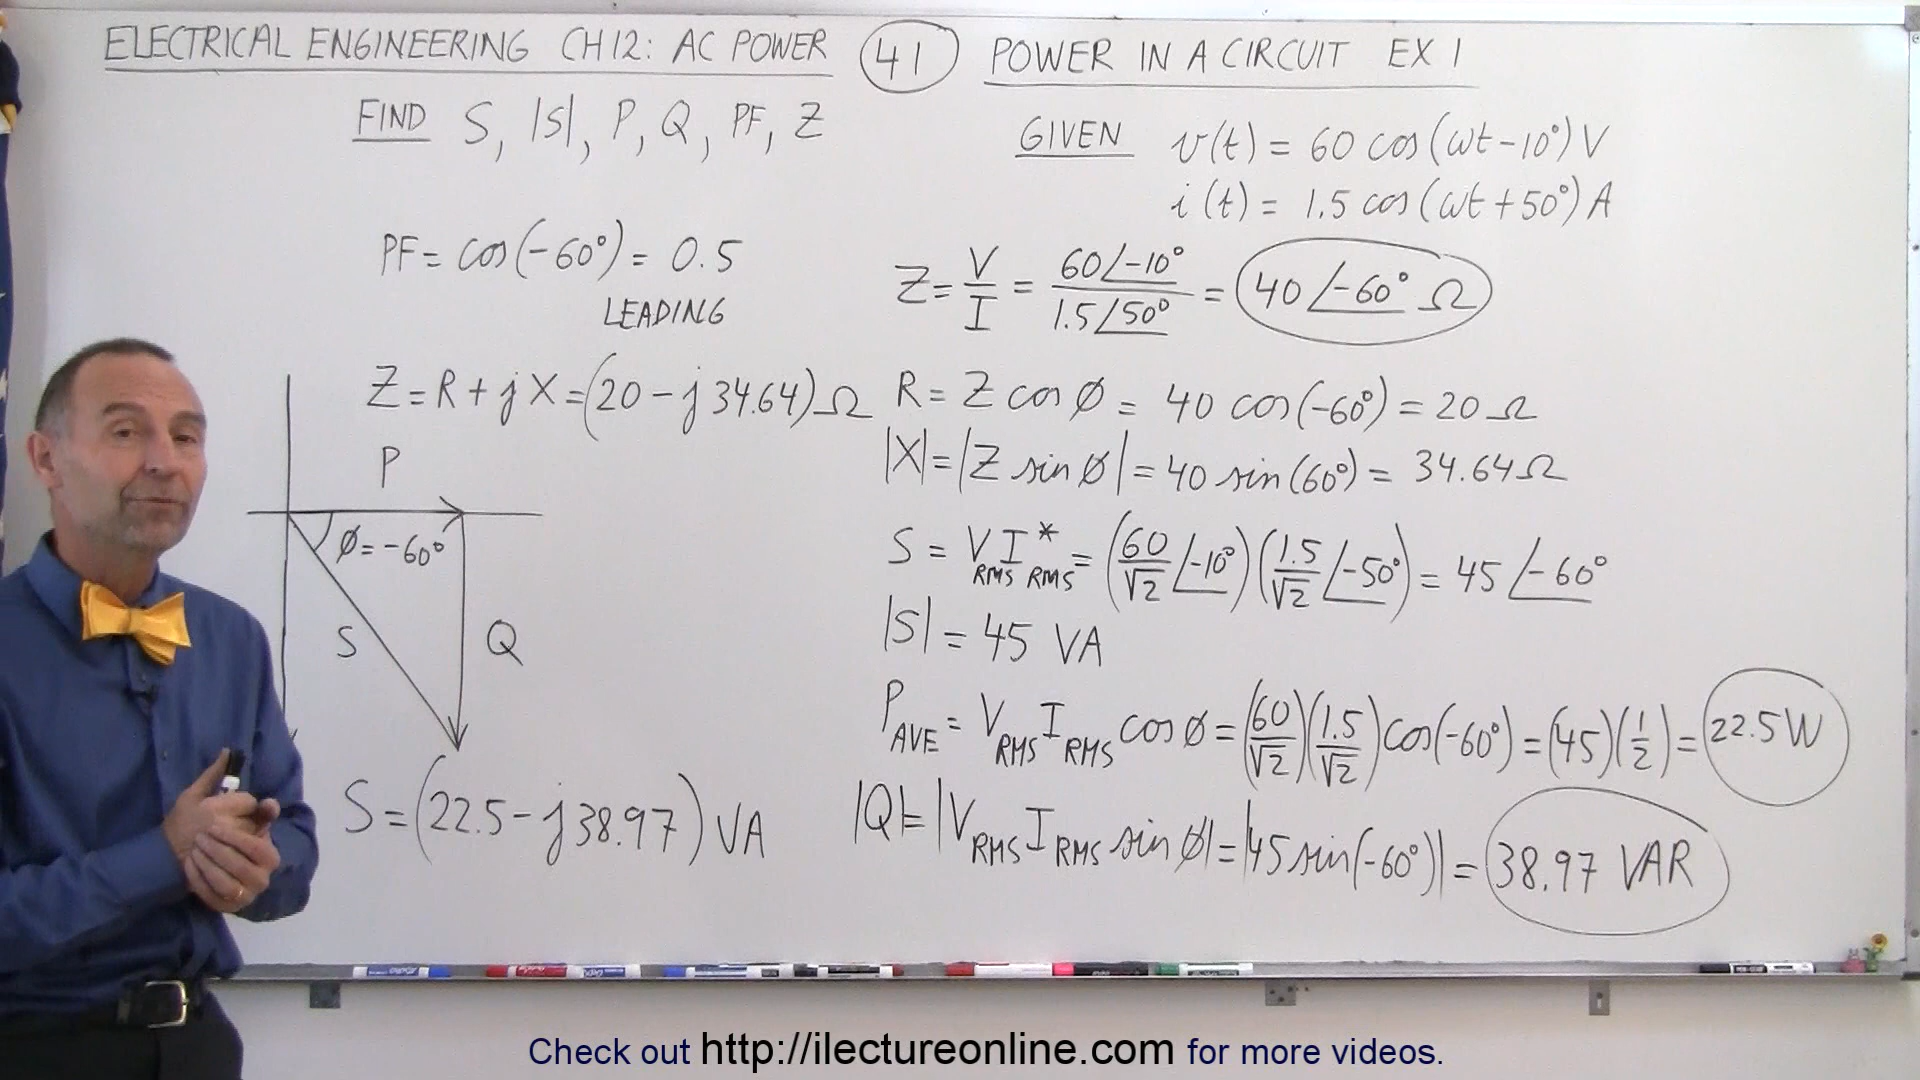 ELECTRICAL ENGINEERING CH12: AC POWER 41 POWER IN A CIRCUIT EX 1
FIND S, |S|, P, Q, PF, Z
GIVEN v(t) = 60 cos(ωt-10°) V
i(t) = 1.5 cos(ωt+50°) A
PF = cos(-60°) = 0.5
LEADING
Z = V/I = 60∠-10° / 1.5∠50° = 40∠-60° Ω
Z = R + jX = (20 - j34.64) Ω
R = Z cos ø = 40 cos(-60°) = 20 Ω
|X| = |Z sin ø| = 40 sin(60°) = 34.64 Ω
P
ø = -60°
S
Q
S = V_RMS I*_RMS = (60/√2 ∠-10°)(1.5/√2 ∠-50°) = 45 ∠-60°
|S| = 45 VA
P_AVE = V_RMS I_RMS cos ø = (60/√2)(1.5/√2) cos(-60°) = (45)(1/2) = 22.5 W
S = (22.5 - j38.97) VA
|Q| = |V_RMS I_RMS sin ø| = |45 sin(-60°)| = 38.97 VAR
Check out http://ilectureonline.com for more videos.